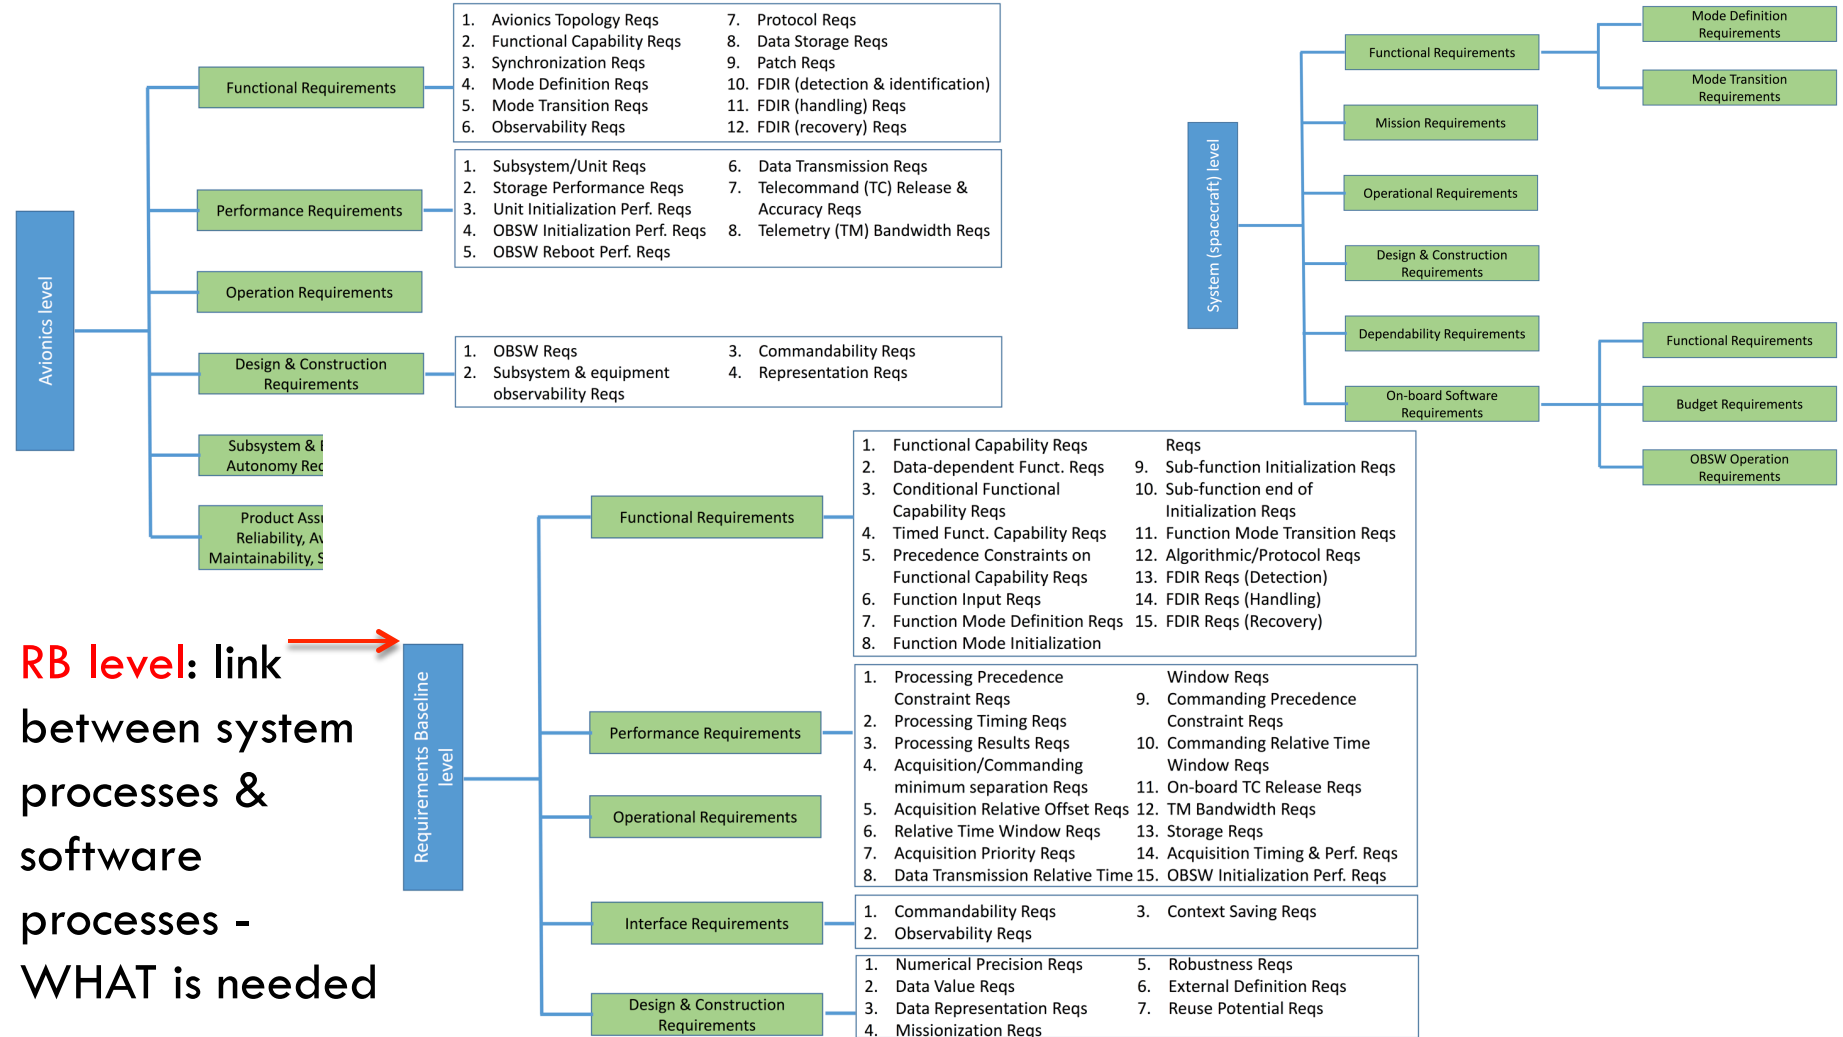 Avionics level
Functional Requirements
1. Avionics Topology Reqs
2. Functional Capability Reqs
3. Synchronization Reqs
4. Mode Definition Reqs
5. Mode Transition Reqs
6. Observability Reqs
7. Protocol Reqs
8. Data Storage Reqs
9. Patch Reqs
10. FDIR (detection & identification)
11. FDIR (handling) Reqs
12. FDIR (recovery) Reqs
Performance Requirements
1. Subsystem/Unit Reqs
2. Storage Performance Reqs
3. Unit Initialization Perf. Reqs
4. OBSW Initialization Perf. Reqs
5. OBSW Reboot Perf. Reqs
6. Data Transmission Reqs
7. Telecommand (TC) Release &
Accuracy Reqs
8. Telemetry (TM) Bandwidth Reqs
Operation Requirements
Design & Construction
Requirements
1. OBSW Reqs
2. Subsystem & equipment
observability Reqs
3. Commandability Reqs
4. Representation Reqs
Subsystem &
Autonomy
Product
Reliability,
Maintainability,
System (spacecraft) level
Functional Requirements
Mode Definition
Requirements
Mode Transition
Requirements
Mission Requirements
Operational Requirements
Design & Construction
Requirements
Dependability Requirements
On-board Software
Requirements
Functional Requirements
Budget Requirements
OBSW Operation
Requirements
RB level: link
between system
processes &
software
processes -
WHAT is needed
Requirements Baseline
level
Functional Requirements
1. Functional Capability Reqs
2. Data-dependent Funct. Reqs
3. Conditional Functional
Capability Reqs
4. Timed Funct. Capability Reqs
5. Precedence Constraints on
Functional Capability Reqs
6. Function Input Reqs
7. Function Mode Definition Reqs
8. Function Mode Initialization
Reqs
9. Sub-function Initialization Reqs
10. Sub-function end of
Initialization Reqs
11. Function Mode Transition Reqs
12. Algorithmic/Protocol Reqs
13. FDIR Reqs (Detection)
14. FDIR Reqs (Handling)
15. FDIR Reqs (Recovery)
Performance Requirements
1. Processing Precedence
Constraint Reqs
2. Processing Timing Reqs
3. Processing Results Reqs
4. Acquisition/Commanding
minimum separation Reqs
5. Acquisition Relative Offset Reqs
6. Relative Time Window Reqs
7. Acquisition Priority Reqs
8. Data Transmission Relative Time
Window Reqs
9. Commanding Precedence
Constraint Reqs
10. Commanding Relative Time
Window Reqs
11. On-board TC Release Reqs
12. TM Bandwidth Reqs
13. Storage Reqs
14. Acquisition Timing & Perf. Reqs
15. OBSW Initialization Perf. Reqs
Operational Requirements
Interface Requirements
1. Commandability Reqs
2. Observability Reqs
3. Context Saving Reqs
Design & Construction
Requirements
1. Numerical Precision Reqs
2. Data Value Reqs
3. Data Representation Reqs
4. Missionization Reqs
5. Robustness Reqs
6. External Definition Reqs
7. Reuse Potential Reqs